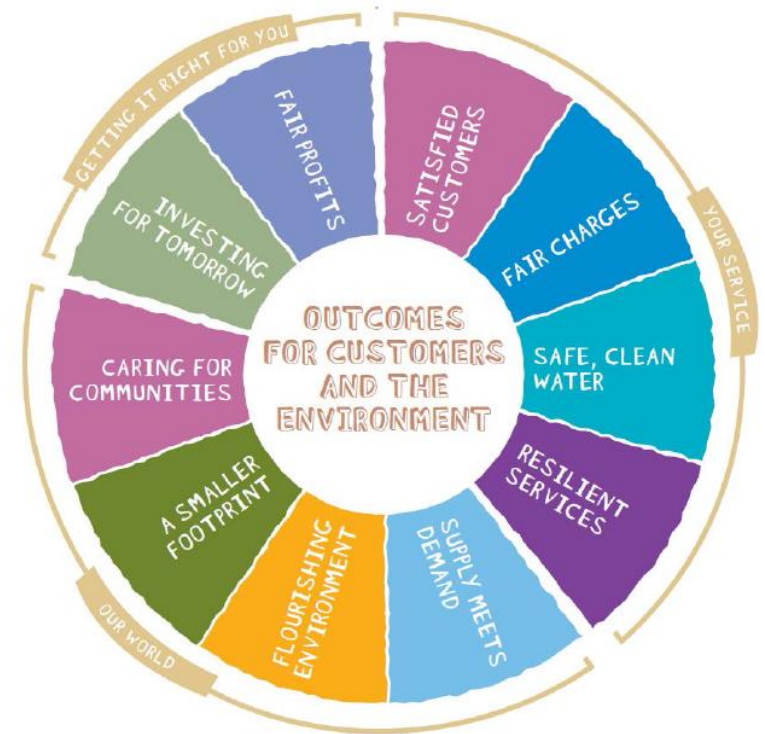 OUTCOMES
FOR CUSTOMERS
AND THE
ENVIRONMENT
YOUR SERVICE
SATISFIED
CUSTOMERS
FAIR CHARGES
SAFE, CLEAN
WATER
RESILIENT
SERVICES
OUR WORLD
SUPPLY MEETS
DEMAND
FLOURISHING
ENVIRONMENT
A SMALLER
FOOTPRINT
CARING FOR
COMMUNITIES
GETTING IT RIGHT FOR YOU
INVESTING
FOR TOMORROW
FAIR PROFITS